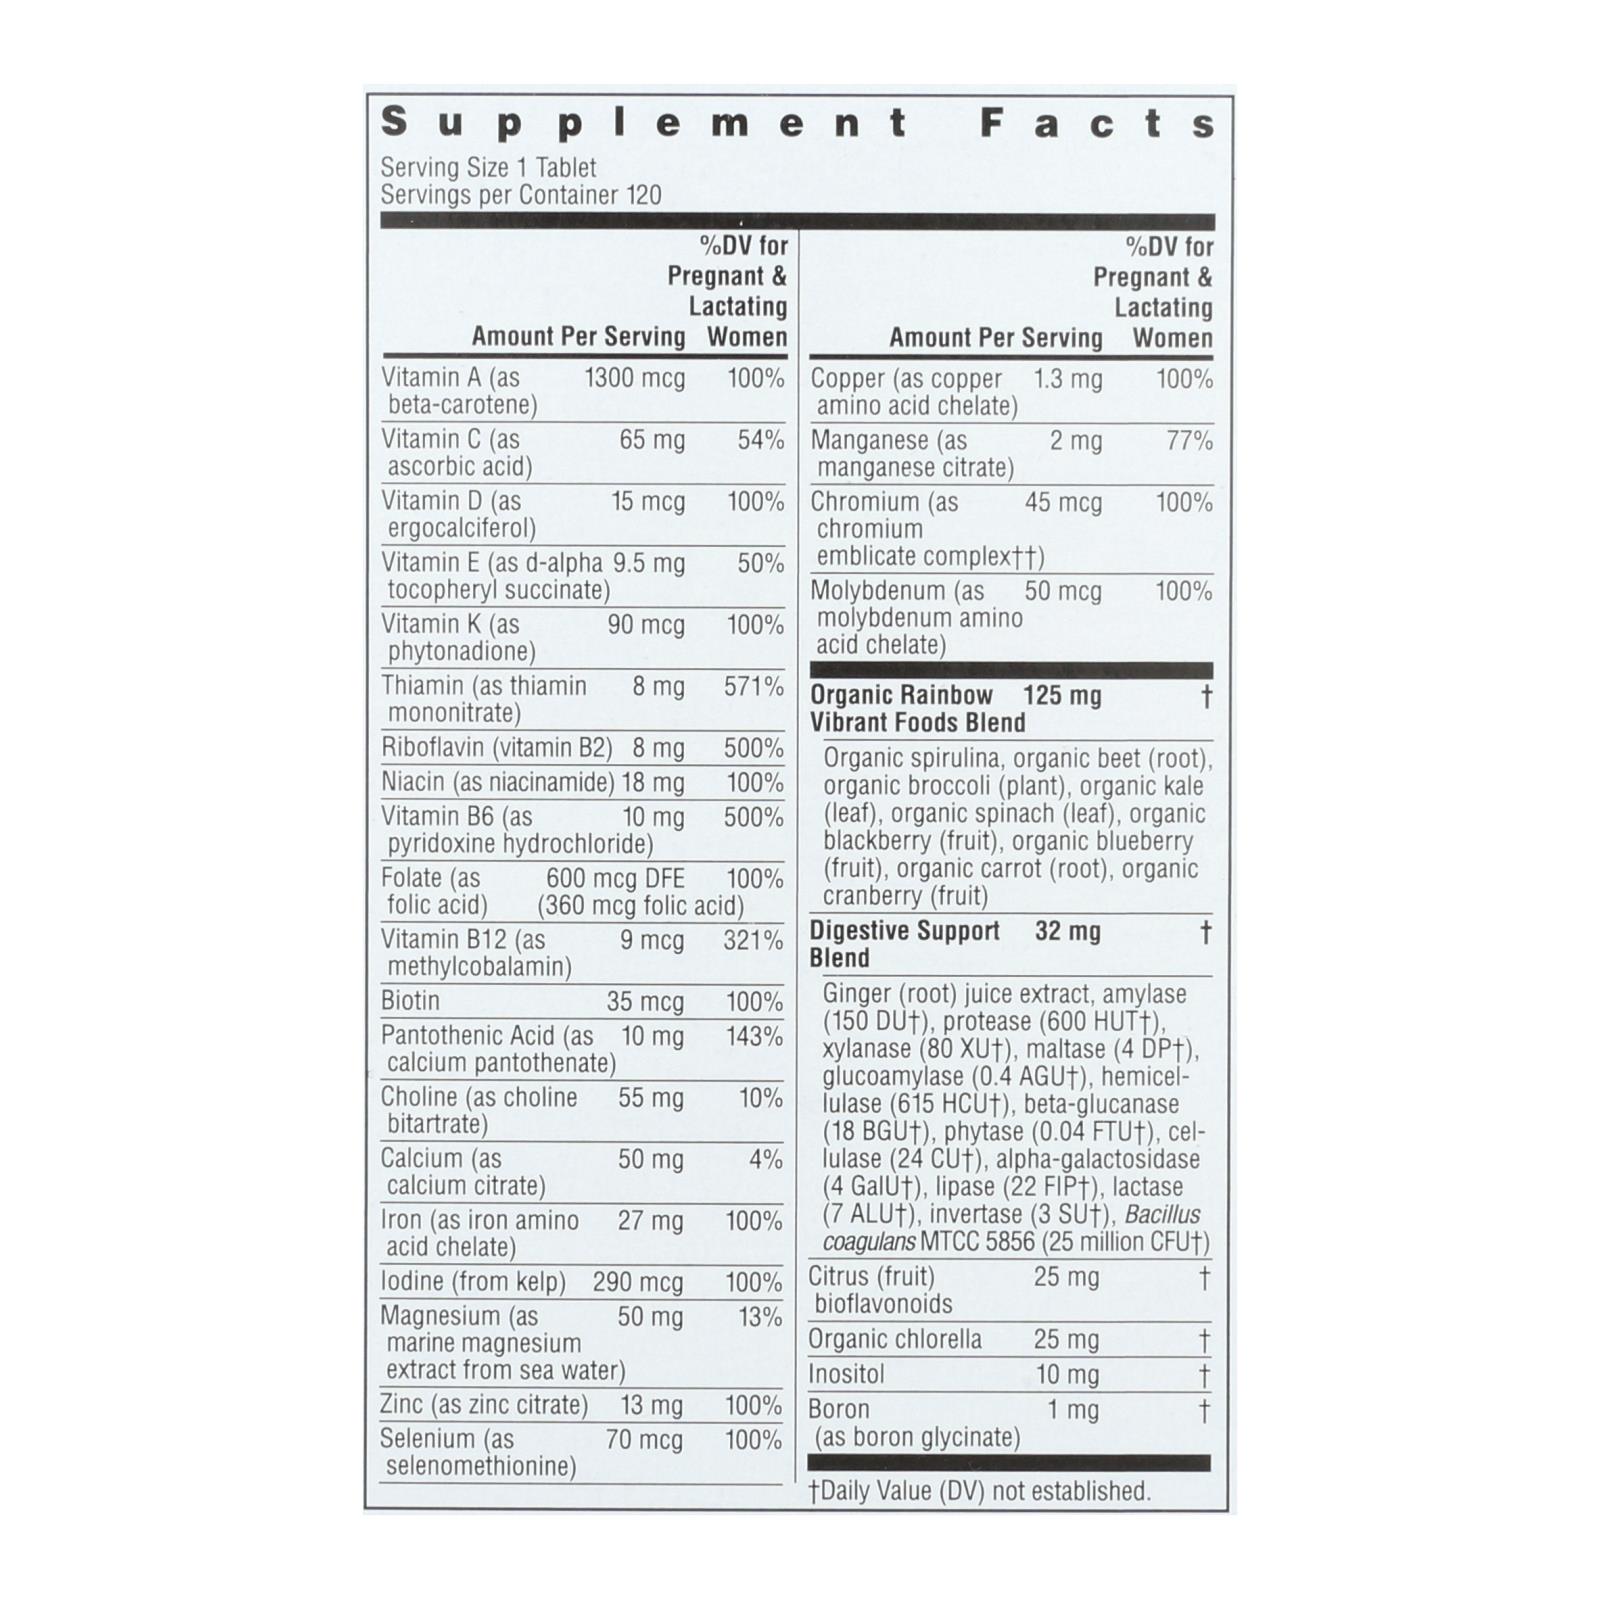 Supplement Facts
Serving Size 1 Tablet
Servings per Container 120
%DV for
Pregnant &
Lactating
Amount Per Serving Women
Vitamin A (as 1300 mcg 100%
beta-carotene)
Vitamin C (as 65 mg 54%
ascorbic acid)
Vitamin D (as 15 mcg 100%
ergocalciferol)
Vitamin E (as d-alpha 9.5 mg 50%
tocopheryl succinate)
Vitamin K (as 90 mcg 100%
phytonadione)
Thiamin (as thiamin 8 mg 571%
mononitrate)
Riboflavin (vitamin B2) 8 mg 500%
Niacin (as niacinamide) 18 mg 100%
Vitamin B6 (as 10 mg 500%
pyridoxine hydrochloride)
Folate (as 600 mcg DFE 100%
folic acid) (360 mcg folic acid)
Vitamin B12 (as 9 mcg 321%
methylcobalamin)
Biotin 35 mcg 100%
Pantothenic Acid (as 10 mg 143%
calcium pantothenate)
Choline (as choline 55 mg 10%
bitartrate)
Calcium (as 50 mg 4%
calcium citrate)
Iron (as iron amino 27 mg 100%
acid chelate)
Iodine (from kelp) 290 mcg 100%
Magnesium (as 50 mg 13%
marine magnesium
extract from sea water)
Zinc (as zinc citrate) 13 mg 100%
Selenium (as 70 mcg 100%
selenomethionine)
%DV for
Pregnant &
Lactating
Amount Per Serving Women
Copper (as copper 1.3 mg 100%
amino acid chelate)
Manganese (as 2 mg 77%
manganese citrate)
Chromium (as 45 mcg 100%
chromium
emblicate complex††)
Molybdenum (as 50 mcg 100%
molybdenum amino
acid chelate)
Organic Rainbow 125 mg †
Vibrant Foods Blend
Organic spirulina, organic beet (root),
organic broccoli (plant), organic kale
(leaf), organic spinach (leaf), organic
blackberry (fruit), organic blueberry
(fruit), organic carrot (root), organic
cranberry (fruit)
Digestive Support 32 mg †
Blend
Ginger (root) juice extract, amylase
(150 DU†), protease (600 HUT†),
xylanase (80 XU†), maltase (4 DP†),
glucoamylase (0.4 AGU†), hemicel-
lulase (615 HCU†), beta-glucanase
(18 BGU†), phytase (0.04 FTU†), cel-
lulase (24 CU†), alpha-galactosidase
(4 GalU†), lipase (22 FIP†), lactase
(7 ALU†), invertase (3 SU†), Bacillus
coagulans MTCC 5856 (25 million CFU†)
Citrus (fruit) 25 mg †
bioflavonoids
Organic chlorella 25 mg †
Inositol 10 mg †
Boron 1 mg †
(as boron glycinate)
†Daily Value (DV) not established.